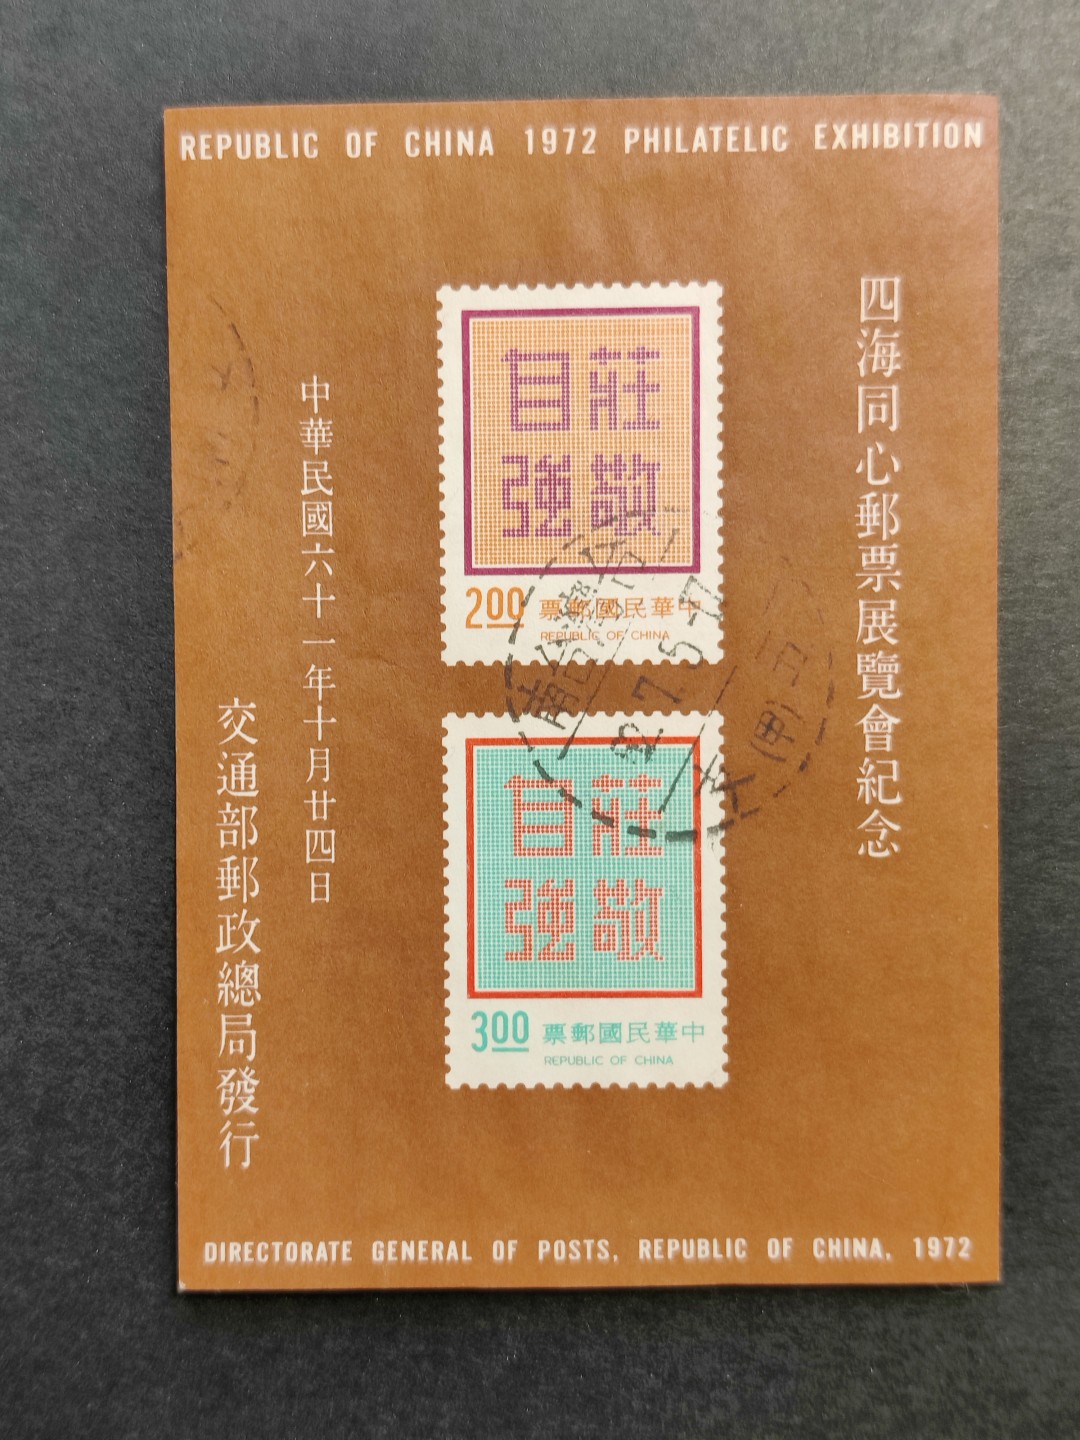 REPUBLIC OF CHINA 1972 PHILATELIC EXHIBITION
四海同心郵票展覽會紀念
莊敬
自強
2.00 票郵國民華中
REPUBLIC OF CHINA
莊敬
自強
3.00 票郵國民華中
REPUBLIC OF CHINA
中華民國六十一年十月廿四日
交通部郵政總局發行
DIRECTORATE GENERAL OF POSTS, REPUBLIC OF CHINA, 1972